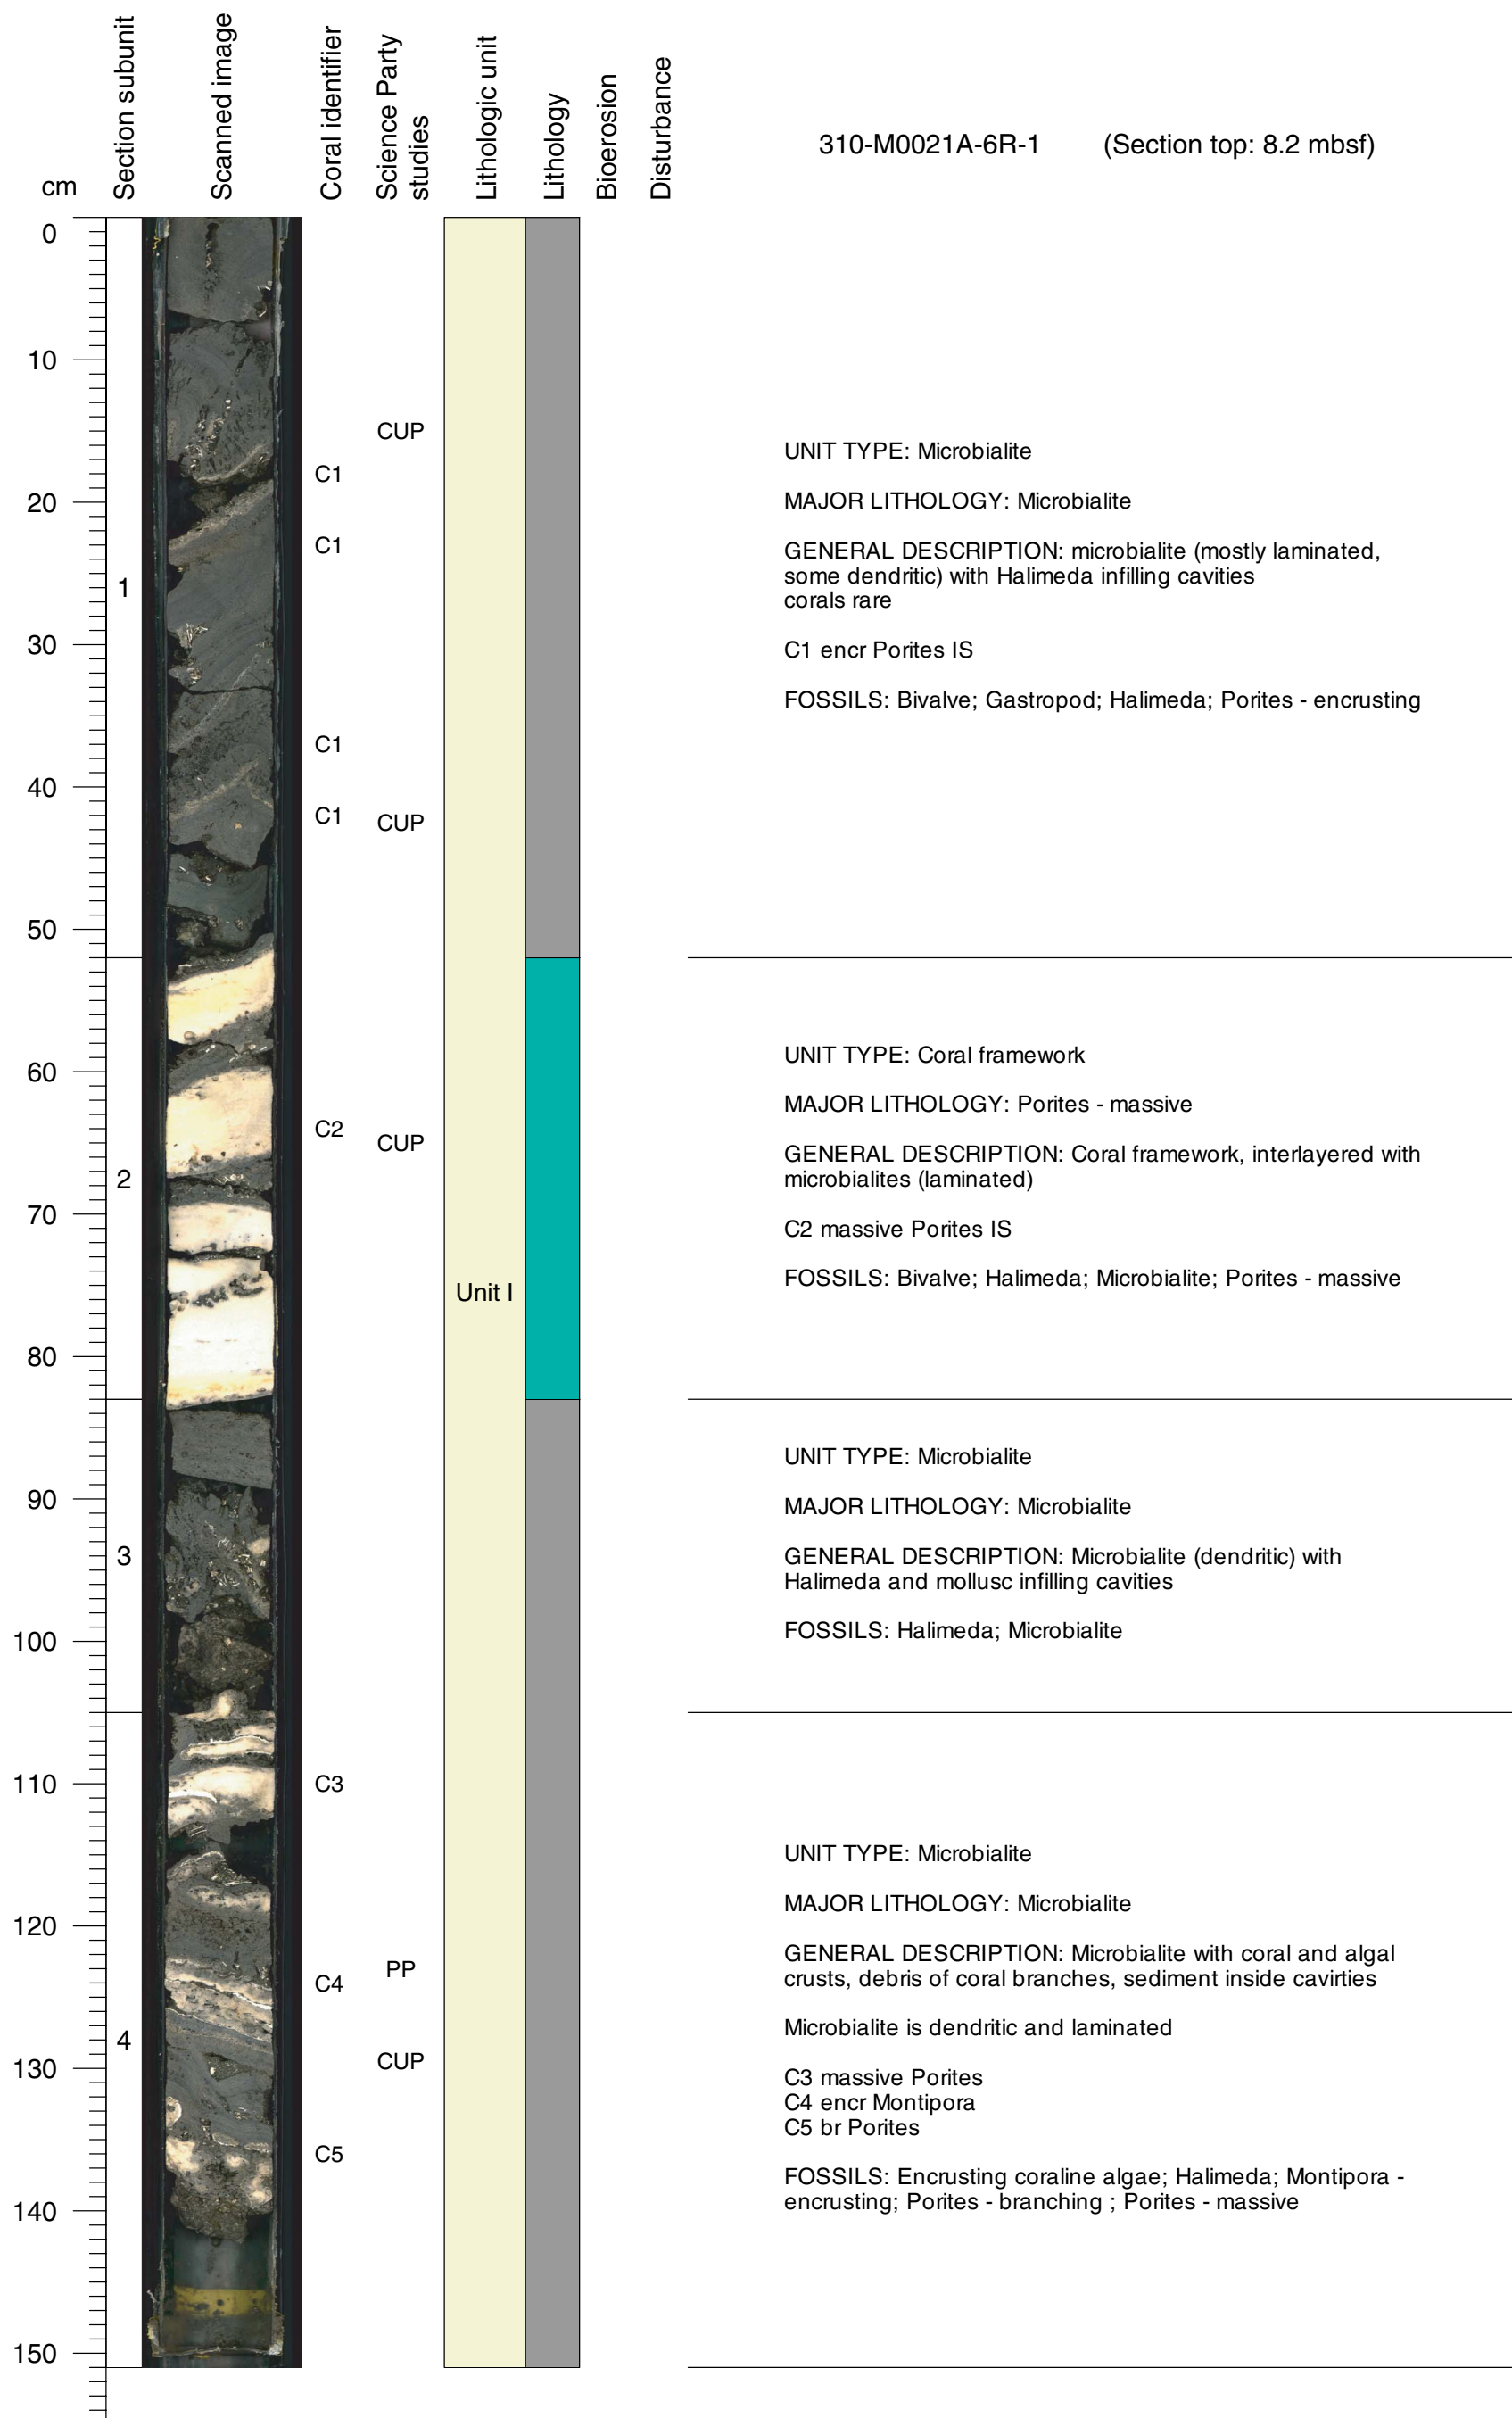 Section subunit
Scanned image
Coral identifier
Science Party
studies
Lithologic unit
Lithology
Bioerosion
Disturbance
310-M0021A-6R-1 (Section top: 8.2 mbsf)
cm
0
10
CUP
UNIT TYPE: Microbialite
C1
20
MAJOR LITHOLOGY: Microbialite
C1
GENERAL DESCRIPTION: microbialite (mostly laminated,
some dendritic) with Halimeda infilling cavities
1
corals rare
30
C1 encr Porites IS
FOSSILS: Bivalve; Gastropod; Halimeda; Porites - encrusting
C1
40
C1
CUP
50
UNIT TYPE: Coral framework
60
MAJOR LITHOLOGY: Porites - massive
C2
CUP
GENERAL DESCRIPTION: Coral framework, interlayered with
microbialites (laminated)
2
70
C2 massive Porites IS
FOSSILS: Bivalve; Halimeda; Microbialite; Porites - massive
Unit I
80
UNIT TYPE: Microbialite
90
MAJOR LITHOLOGY: Microbialite
3
GENERAL DESCRIPTION: Microbialite (dendritic) with
Halimeda and mollusc infilling cavities
FOSSILS: Halimeda; Microbialite
100
110
C3
UNIT TYPE: Microbialite
MAJOR LITHOLOGY: Microbialite
120
GENERAL DESCRIPTION: Microbialite with coral and algal
crusts, debris of coral branches, sediment inside cavirties
PP
C4
Microbialite is dendritic and laminated
4
130
CUP
C3 massive Porites
C4 encr Montipora
C5 br Porites
C5
FOSSILS: Encrusting coraline algae; Halimeda; Montipora -
encrusting; Porites - branching ; Porites - massive
140
150